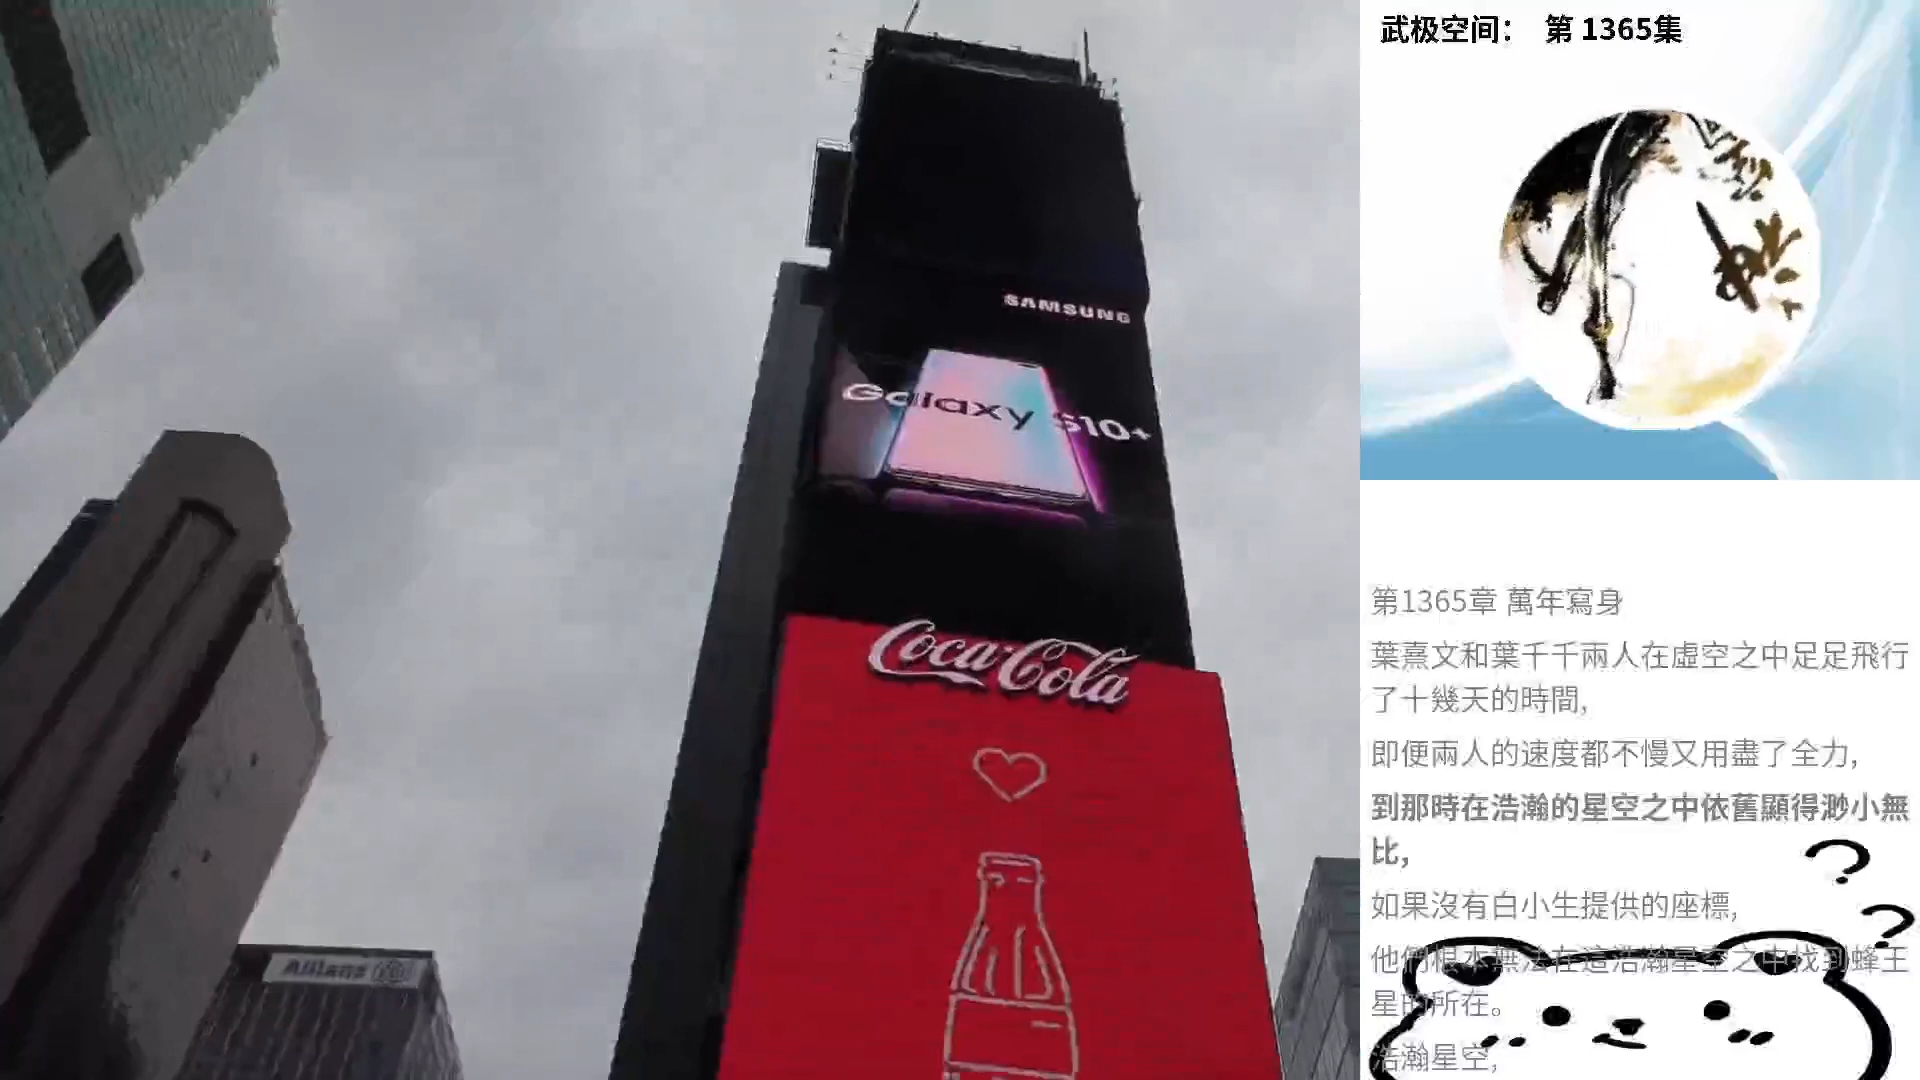 SAMSUNG
Galaxy S10+
Coca-Cola
Allianz
武极空间： 第 1365集
第1365章 萬年寫身
葉熹文和葉千千兩人在虛空之中足足飛行
了十幾天的時間,
即便兩人的速度都不慢又用盡了全力,
到那時在浩瀚的星空之中依舊顯得渺小無
比,
如果沒有白小生提供的座標,
他們根本無法在這浩瀚星空之中找到蜂王
星的所在。
浩瀚星空,
? ?